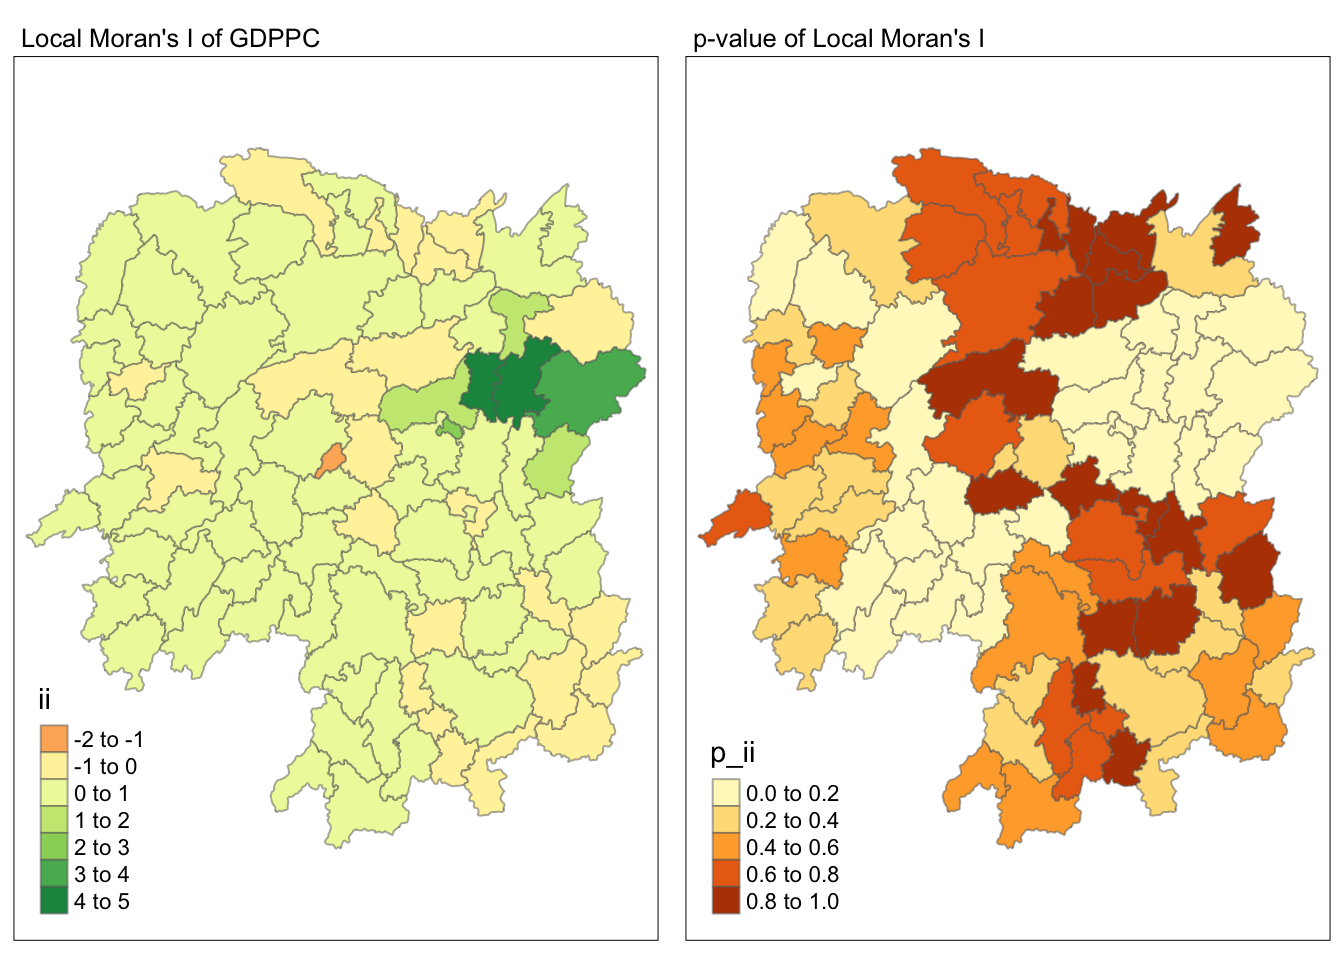 Local Moran's I of GDPPC
ii
-2 to -1
-1 to 0
0 to 1
1 to 2
2 to 3
3 to 4
4 to 5
p-value of Local Moran's I
p_ii
0.0 to 0.2
0.2 to 0.4
0.4 to 0.6
0.6 to 0.8
0.8 to 1.0